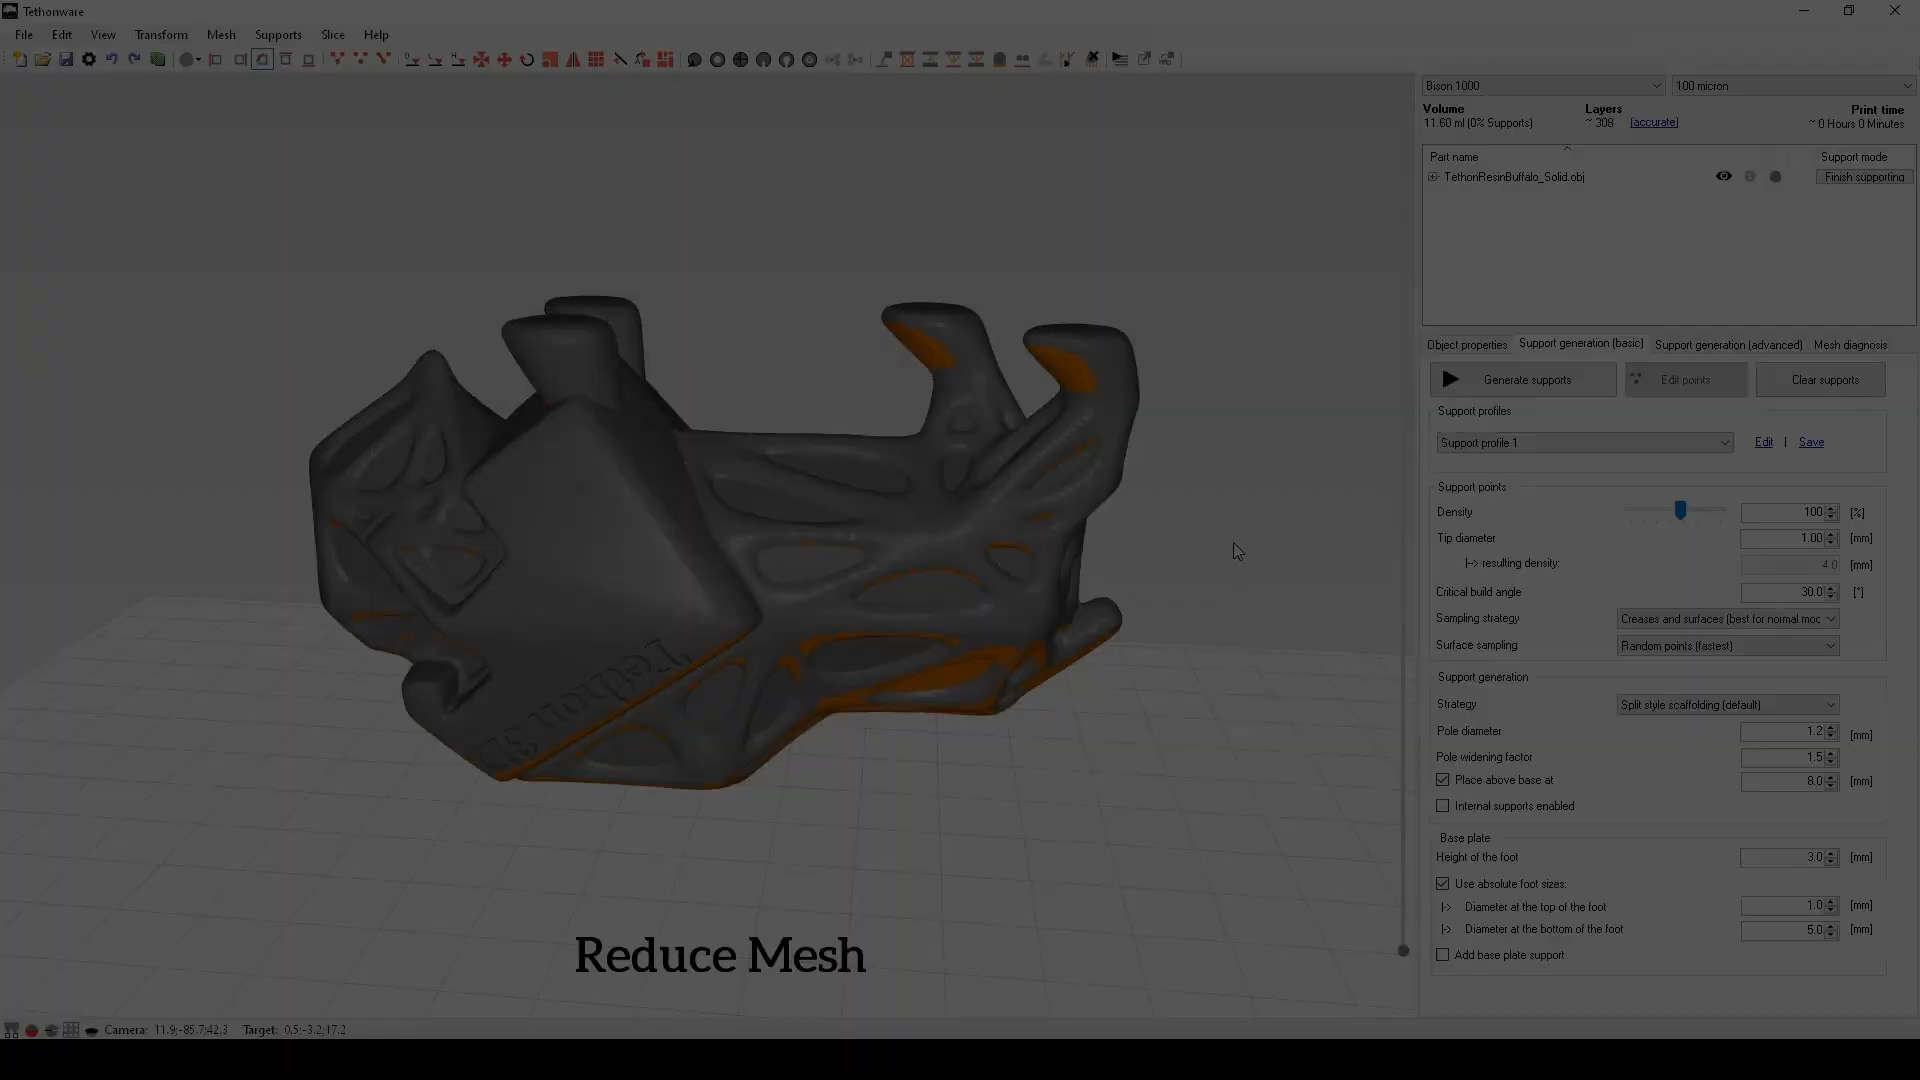 Tethonware
File Edit View Transform Mesh Supports Slice Help
Bison 1000
100 micron
Volume
11.60 ml (0% Supports)
Layers
~ 308 [accurate]
Print time
~ 0 Hours 0 Minutes
Part name
Support mode
TethonResinBuffalo_Solid.obj
Finish supporting
Object properties
Support generation (basic)
Support generation (advanced)
Mesh diagnosis
Generate supports
Edit points
Clear supports
Support profiles
Support profile 1
Edit | Save
Support points
Density 100 [%]
Tip diameter 1.00 [mm]
|--> resulting density: 4.0 [mm]
Critical build angle 30.0 [°]
Sampling strategy Creases and surfaces (best for normal moc
Surface sampling Random points (fastest)
Support generation
Strategy Split style scaffolding (default)
Pole diameter 1.2 [mm]
Pole widening factor 1.5
Place above base at 8.0 [mm]
Internal supports enabled
Base plate
Height of the foot 3.0 [mm]
Use absolute foot sizes:
|-> Diameter at the top of the foot 1.0 [mm]
|-> Diameter at the bottom of the foot 5.0 [mm]
Add base plate support
Tethon 3D
Reduce Mesh
Camera: 11.9;-85.7;42.3 Target: 0.5;-3.2;17.2